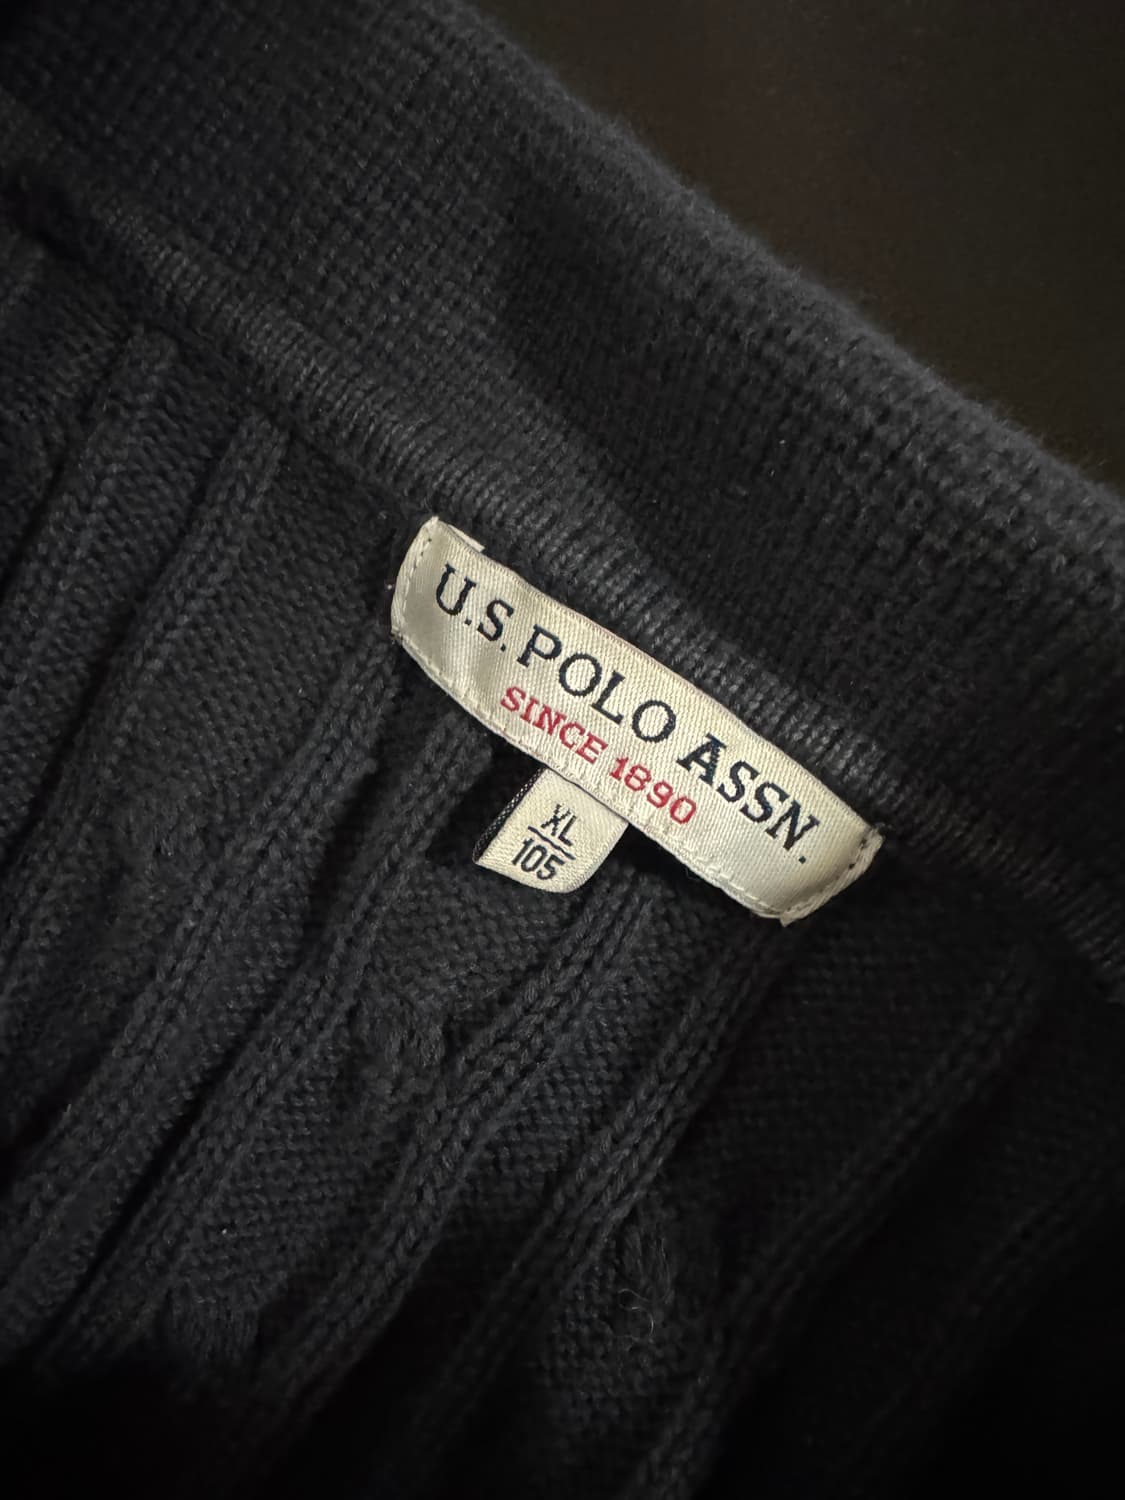 U.S. POLO ASSN.
SINCE 1890
XL
105